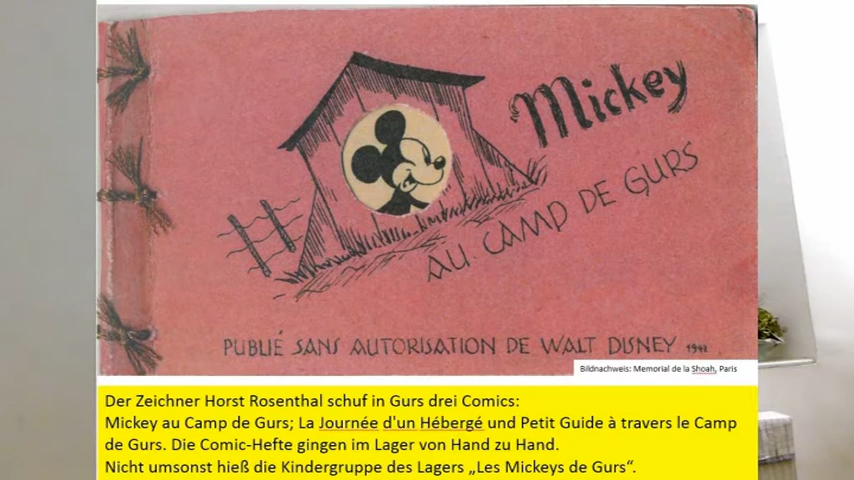 Mickey
AU CAMP DE GURS
PUBLIÉ SANS AUTORISATION DE WALT DISNEY 1942
Bildnachweis: Memorial de la Shoah, Paris
Der Zeichner Horst Rosenthal schuf in Gurs drei Comics:
Mickey au Camp de Gurs; La Journée d'un Hébergé und Petit Guide à travers le Camp
de Gurs. Die Comic-Hefte gingen im Lager von Hand zu Hand.
Nicht umsonst hieß die Kindergruppe des Lagers „Les Mickeys de Gurs“.